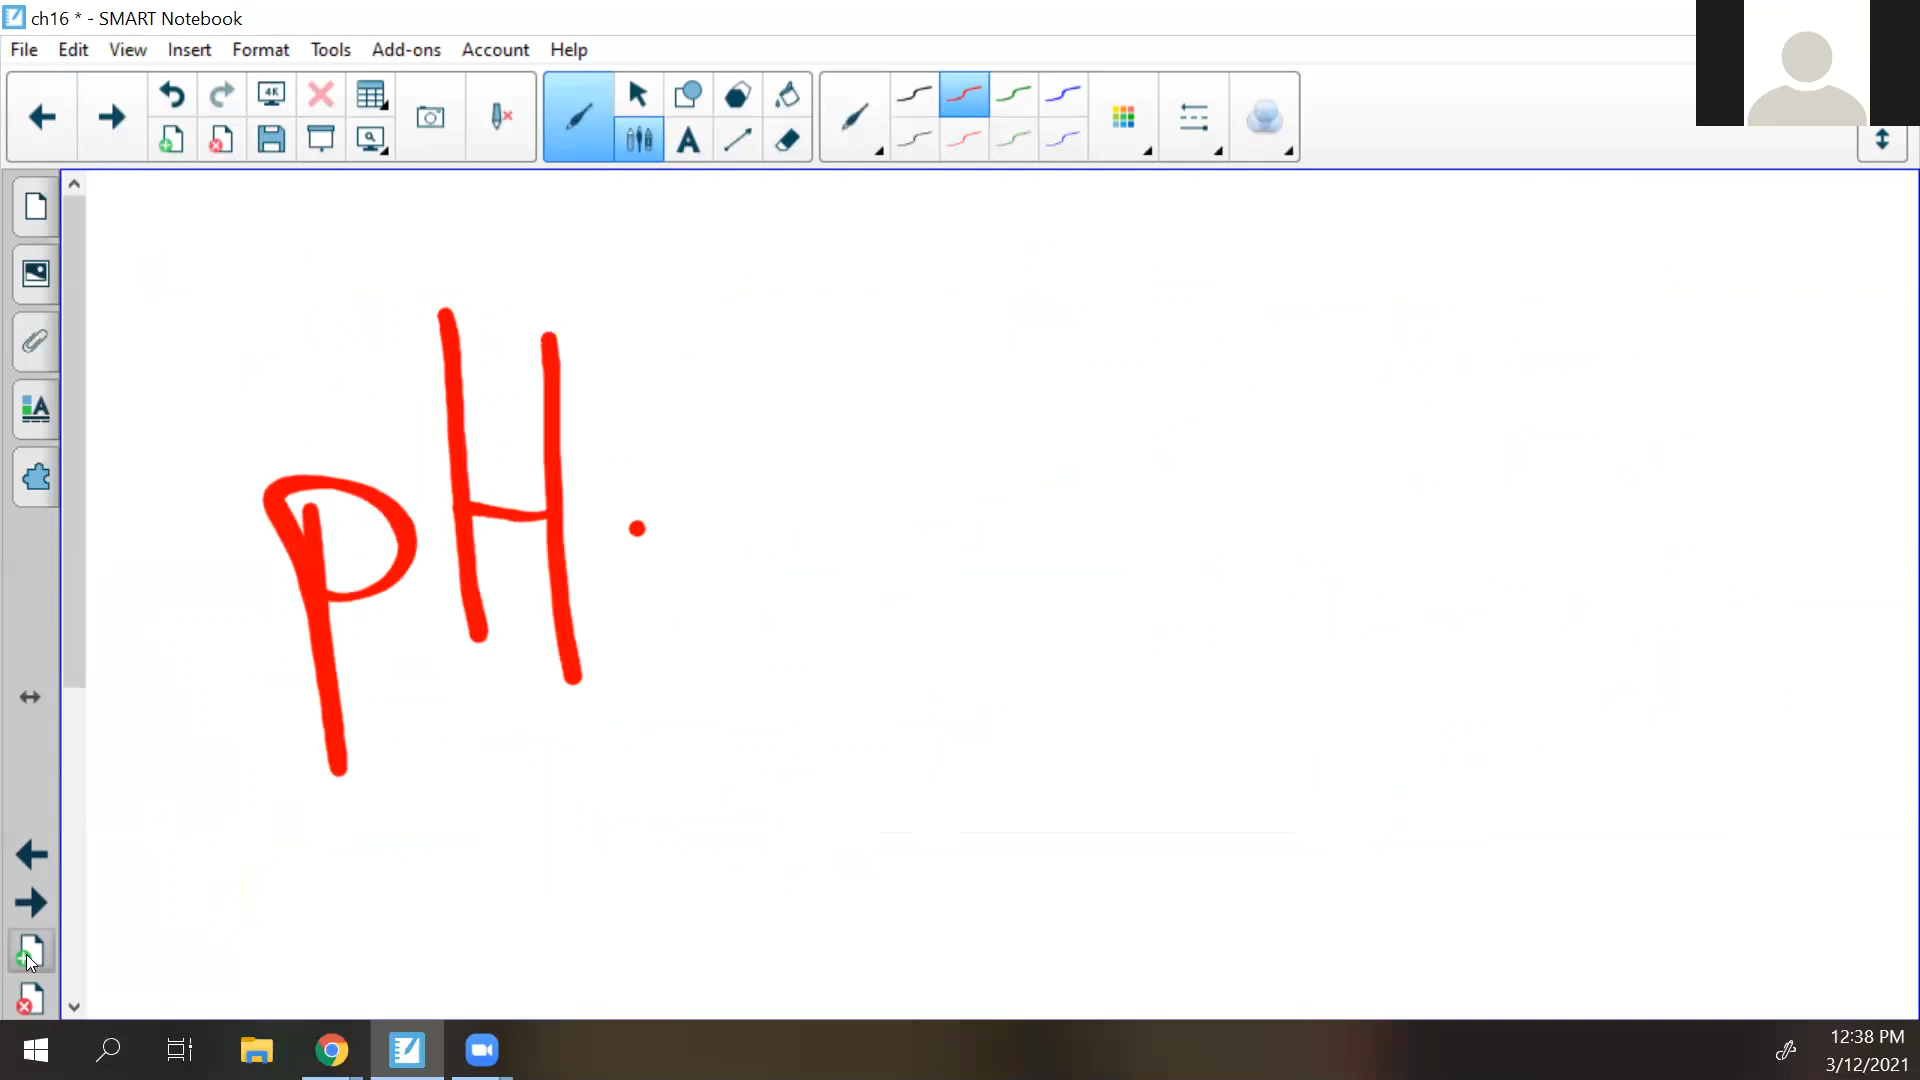 ch16 * - SMART Notebook
File Edit View Insert Format Tools Add-ons Account Help
4K
A
A
pH.
12:38 PM
3/12/2021